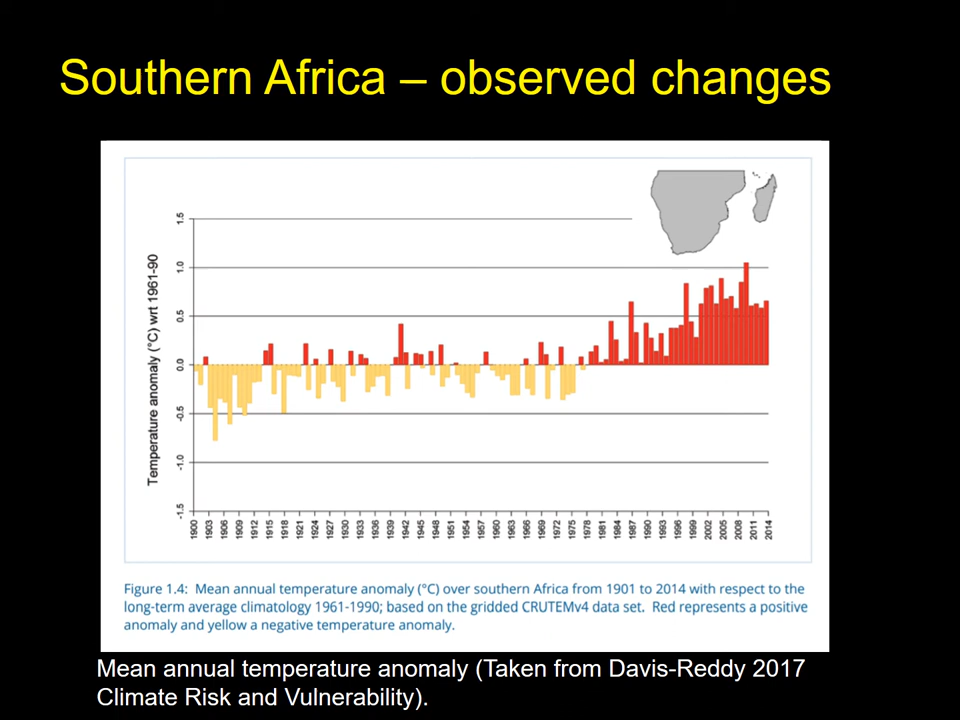 Southern Africa – observed changes
Temperature anomaly (°C) wrt 1961-90
1.5
1.0
0.5
0.0
-0.5
-1.0
-1.5
1900 1903 1906 1909 1912 1915 1918 1921 1924 1927 1930 1933 1936 1939 1942 1945 1948 1951 1954 1957 1960 1963 1966 1969 1972 1975 1978 1981 1984 1987 1990 1993 1996 1999 2002 2005 2008 2011 2014
Figure 1.4: Mean annual temperature anomaly (°C) over southern Africa from 1901 to 2014 with respect to the
long-term average climatology 1961-1990; based on the gridded CRUTEMv4 data set. Red represents a positive
anomaly and yellow a negative temperature anomaly.
Mean annual temperature anomaly (Taken from Davis-Reddy 2017
Climate Risk and Vulnerability).